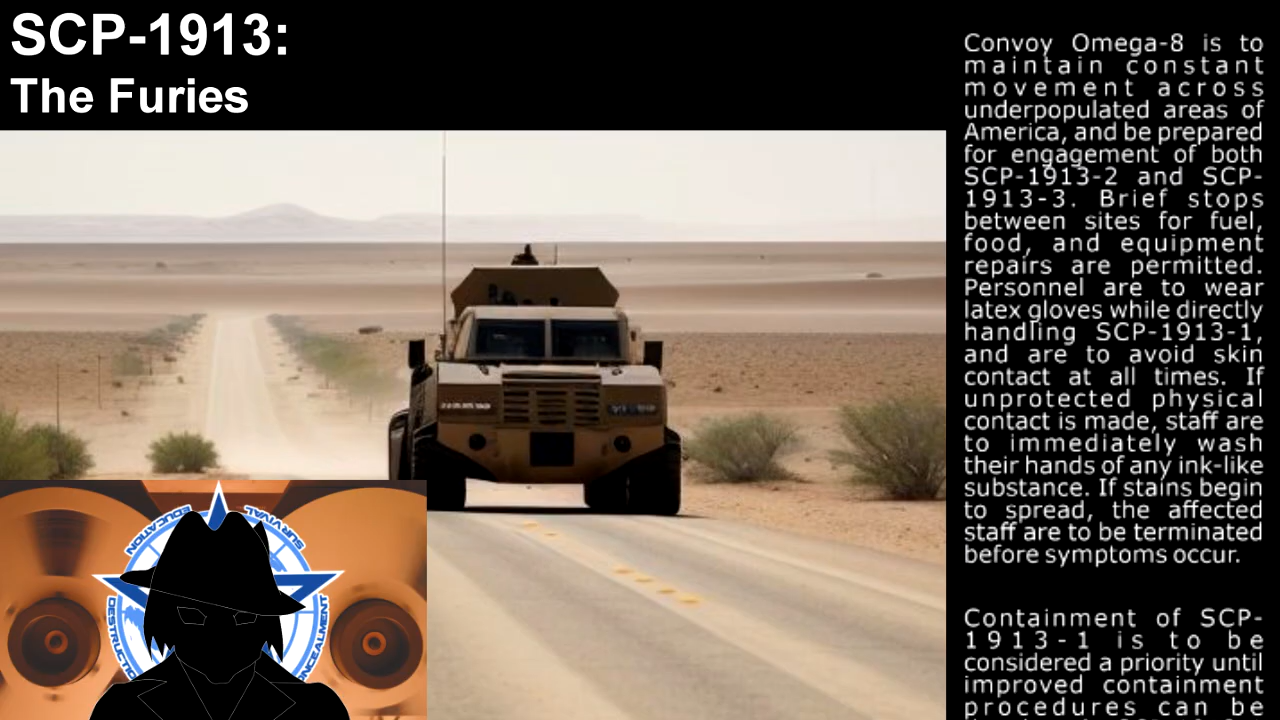 SCP-1913:
The Furies
Convoy Omega-8 is to
maintain constant
movement across
underpopulated areas of
America, and be prepared
for engagement of both
SCP-1913-2 and SCP-
1913-3. Brief stops
between sites for fuel,
food, and equipment
repairs are permitted.
Personnel are to wear
latex gloves while directly
handling SCP-1913-1,
and are to avoid skin
contact at all times. If
unprotected physical
contact is made, staff are
to immediately wash
their hands of any ink-like
substance. If stains begin
to spread, the affected
staff are to be terminated
before symptoms occur.
Containment of SCP-
1913-1 is to be
considered a priority until
improved containment
procedures can be
EDUCATION
SURVIVAL